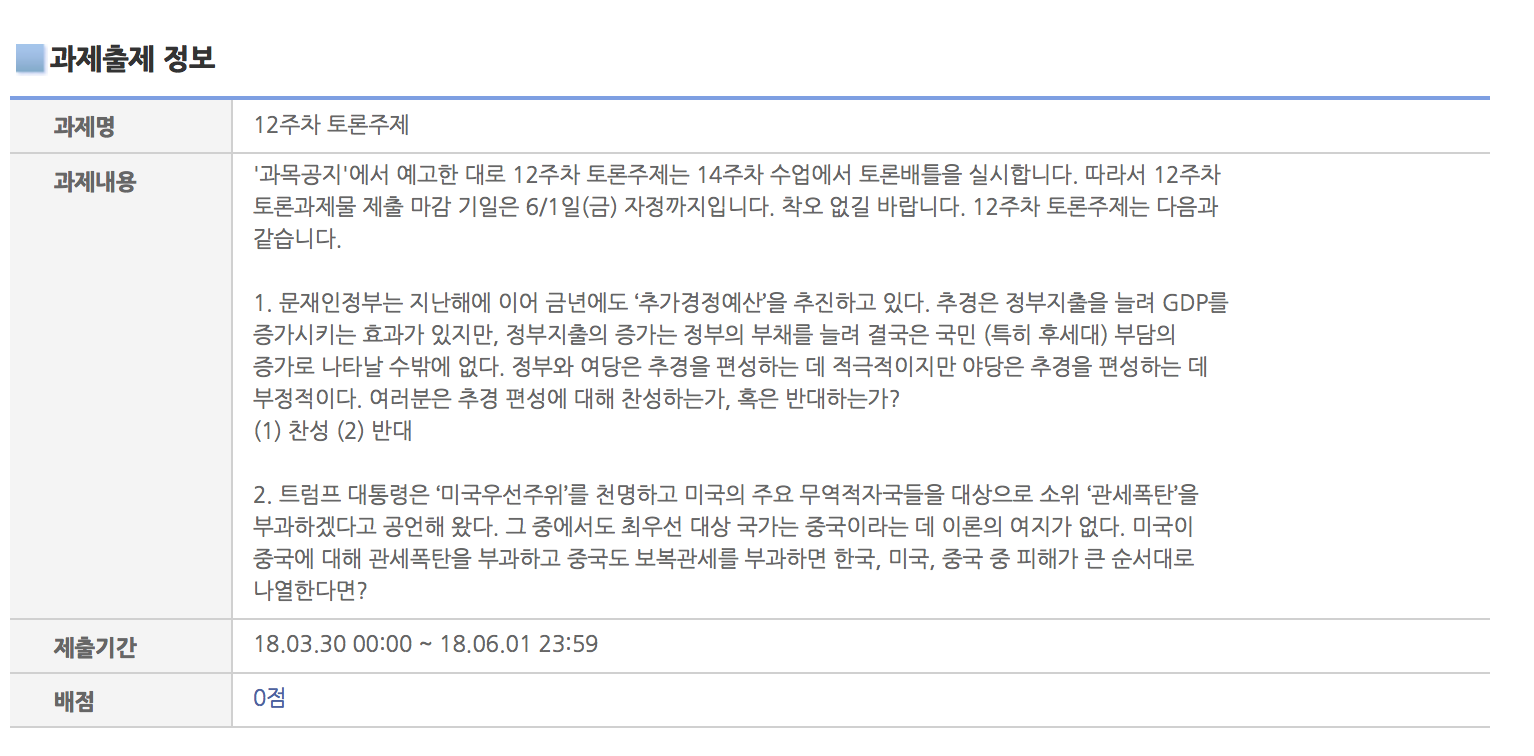 과제출제 정보
과제명
12주차 토론주제
과제내용
'과목공지'에서 예고한 대로 12주차 토론주제는 14주차 수업에서 토론배틀을 실시합니다. 따라서 12주차
토론과제물 제출 마감 기일은 6/1일(금) 자정까지입니다. 착오 없길 바랍니다. 12주차 토론주제는 다음과
같습니다.
1. 문재인정부는 지난해에 이어 금년에도 ‘추가경정예산’을 추진하고 있다. 추경은 정부지출을 늘려 GDP를
증가시키는 효과가 있지만, 정부지출의 증가는 정부의 부채를 늘려 결국은 국민 (특히 후세대) 부담의
증가로 나타날 수밖에 없다. 정부와 여당은 추경을 편성하는 데 적극적이지만 야당은 추경을 편성하는 데
부정적이다. 여러분은 추경 편성에 대해 찬성하는가, 혹은 반대하는가?
(1) 찬성 (2) 반대
2. 트럼프 대통령은 ‘미국우선주위’를 천명하고 미국의 주요 무역적자국들을 대상으로 소위 ‘관세폭탄’을
부과하겠다고 공언해 왔다. 그 중에서도 최우선 대상 국가는 중국이라는 데 이론의 여지가 없다. 미국이
중국에 대해 관세폭탄을 부과하고 중국도 보복관세를 부과하면 한국, 미국, 중국 중 피해가 큰 순서대로
나열한다면?
제출기간
18.03.30 00:00 ~ 18.06.01 23:59
배점
0점